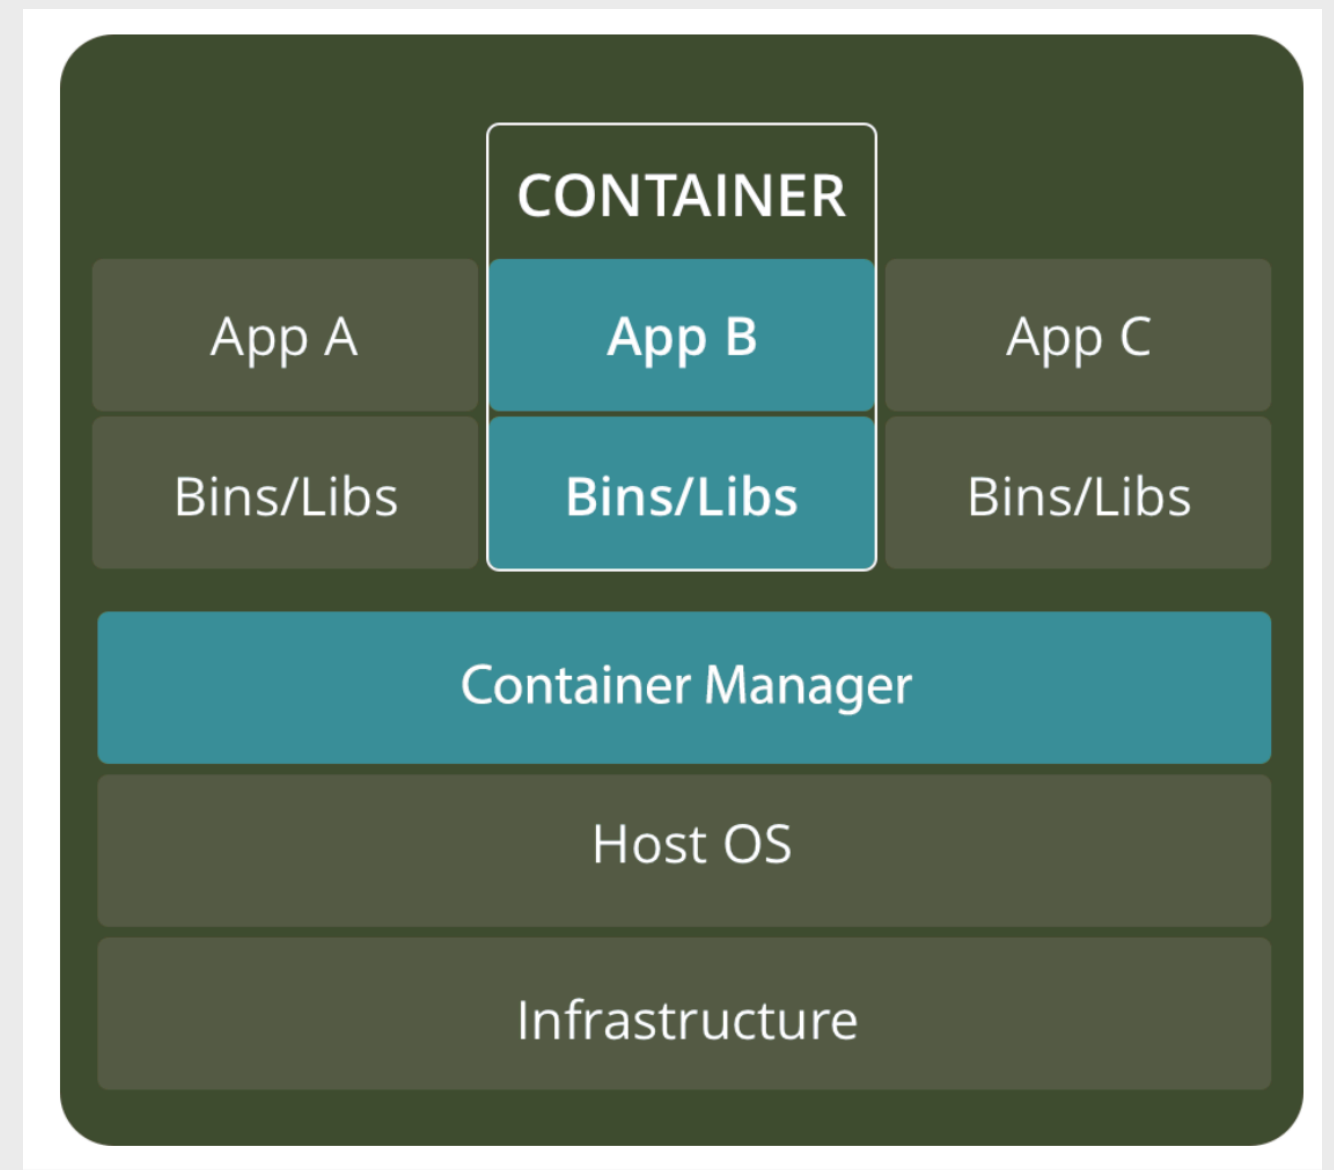 CONTAINER
App A
App B
App C
Bins/Libs
Bins/Libs
Bins/Libs
Container Manager
Host OS
Infrastructure